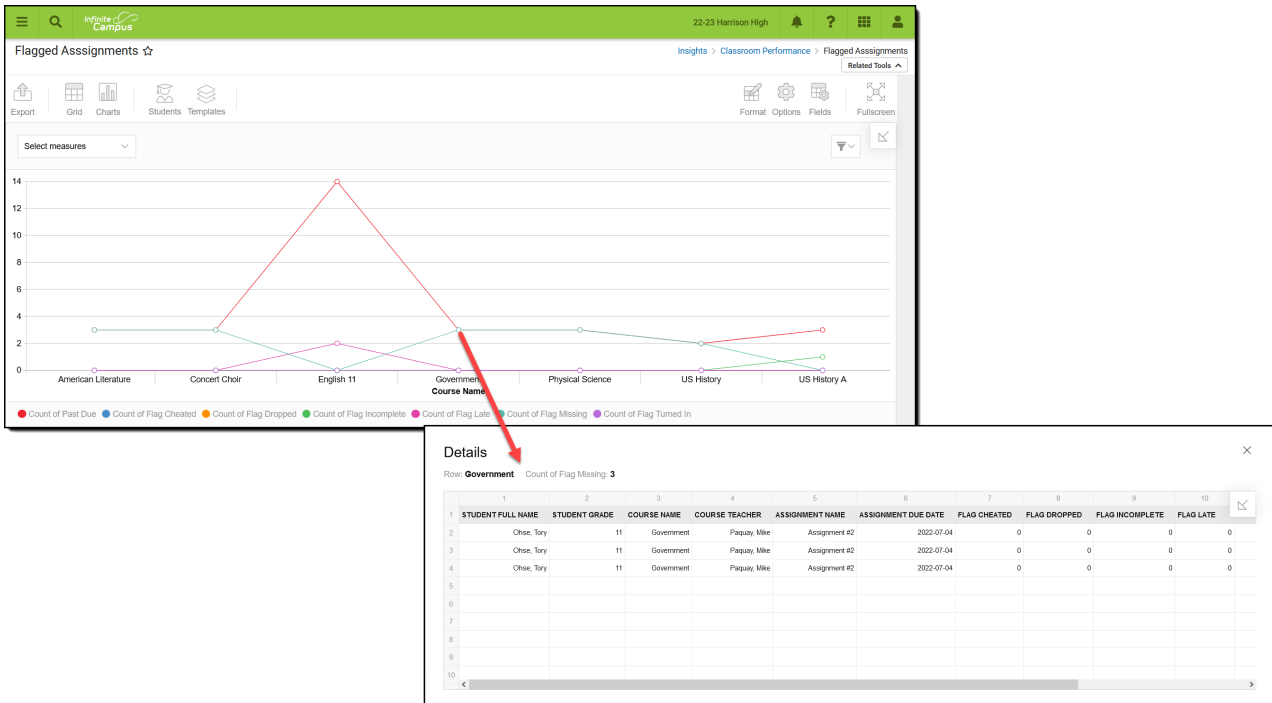 Infinite Campus
22-23 Harrison High
?
Flagged Asssignments
Insights > Classroom Performance > Flagged Asssignments
Related Tools
Export Grid Charts Students Templates Format Options Fields Fullscreen
Select measures
14
12
10
8
6
4
2
0
American Literature Concert Choir English 11 Government Physical Science US History US History A
Course Name
Count of Past Due Count of Flag Cheated Count of Flag Dropped Count of Flag Incomplete Count of Flag Late Count of Flag Missing Count of Flag Turned In
Details
Row: Government Count of Flag Missing: 3
1 2 3 4 5 6 7 8 9 10
1 STUDENT FULL NAME STUDENT GRADE COURSE NAME COURSE TEACHER ASSIGNMENT NAME ASSIGNMENT DUE DATE FLAG CHEATED FLAG DROPPED FLAG INCOMPLETE FLAG LATE
2 Ohse, Tory 11 Government Paquay, Mike Assignment #2 2022-07-04 0 0 0 0
3 Ohse, Tory 11 Government Paquay, Mike Assignment #2 2022-07-04 0 0 0 0
4 Ohse, Tory 11 Government Paquay, Mike Assignment #2 2022-07-04 0 0 0 0
5
6
7
8
9
10